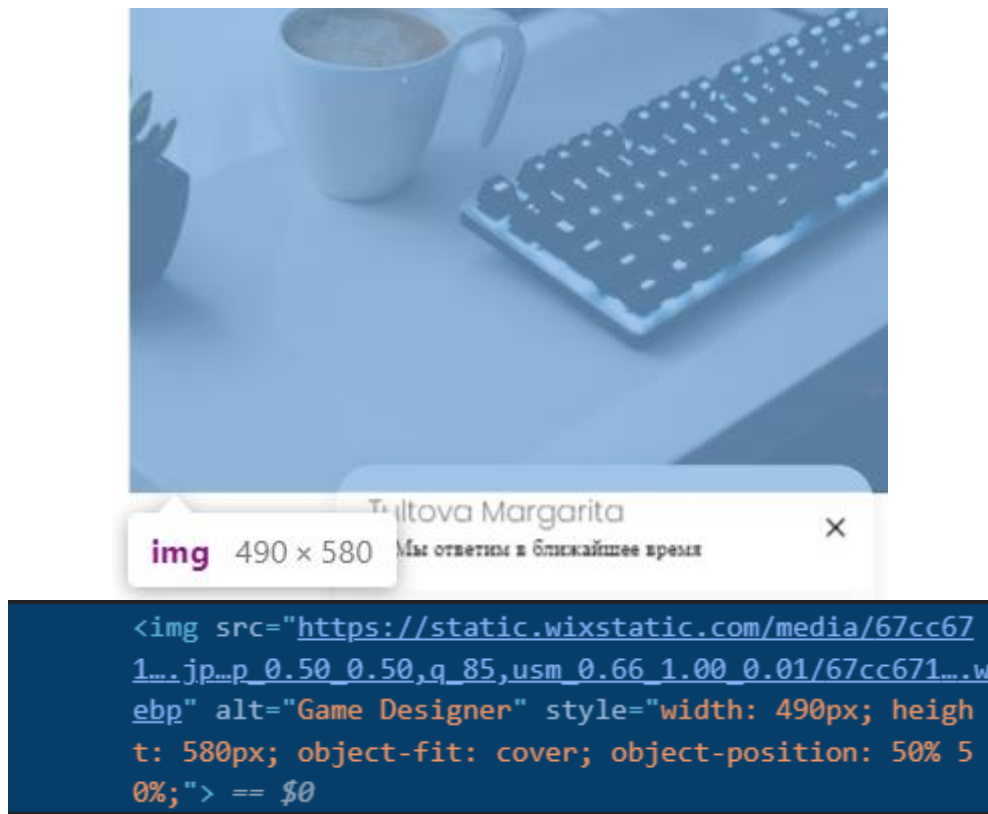 Tultova Margarita
Мы ответим в ближайшее время
img 490 × 580
<img src="https://static.wixstatic.com/media/67cc67
1….jp…p_0.50_0.50,q_85,usm_0.66_1.00_0.01/67cc671….w
ebp" alt="Game Designer" style="width: 490px; heigh
t: 580px; object-fit: cover; object-position: 50% 5
0%;"> == $0